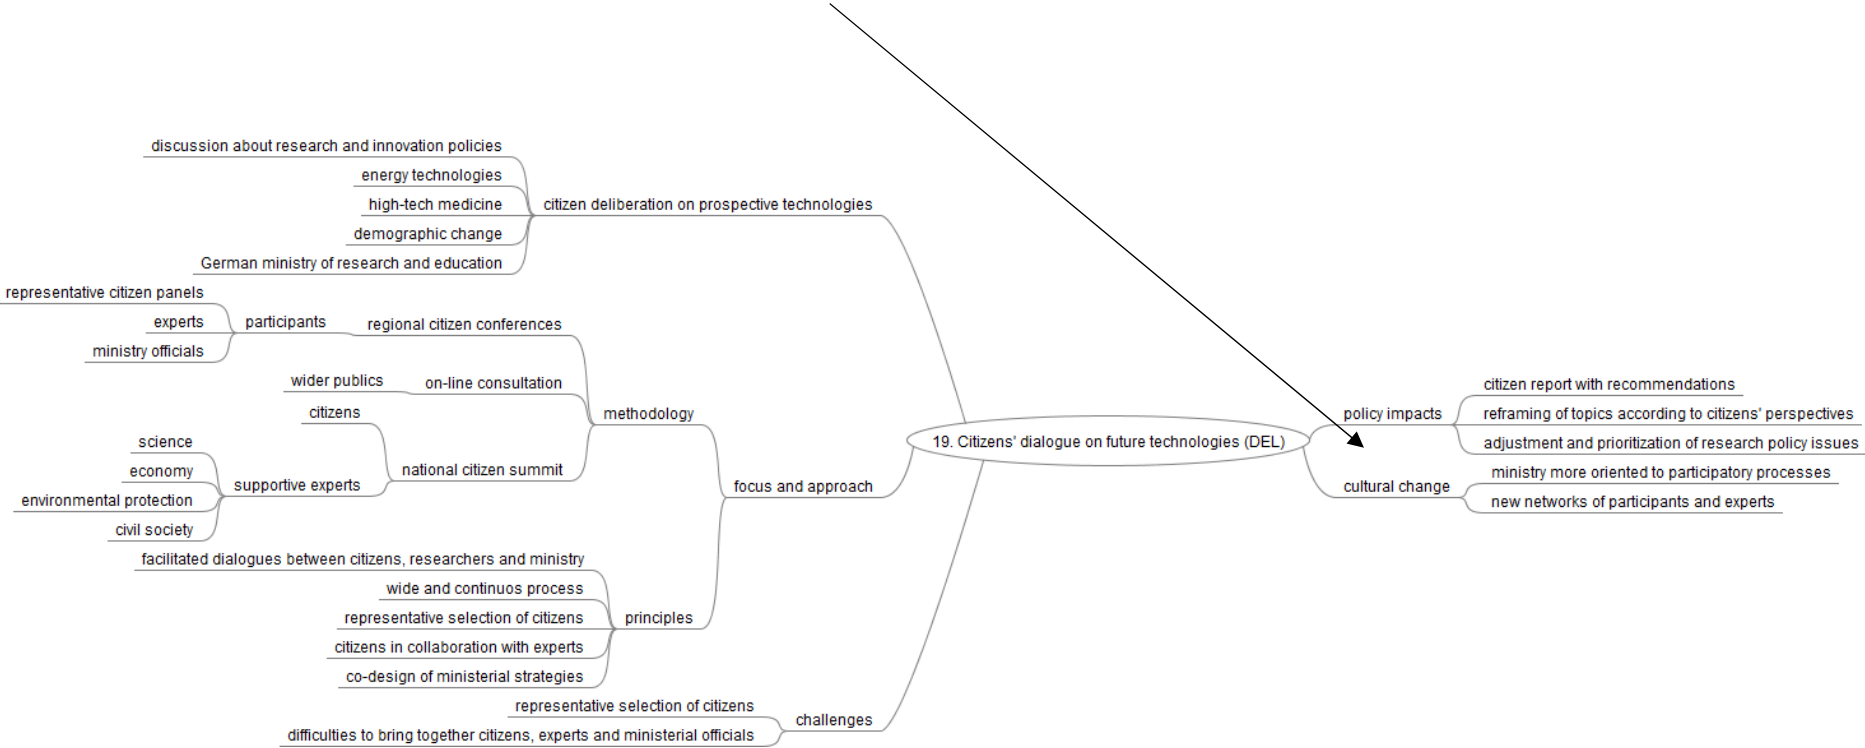 discussion about research and innovation policies
energy technologies
high-tech medicine
demographic change
German ministry of research and education
citizen deliberation on prospective technologies
representative citizen panels
experts
ministry officials
participants
regional citizen conferences
wider publics
on-line consultation
citizens
science
economy
environmental protection
civil society
supportive experts
national citizen summit
methodology
facilitated dialogues between citizens, researchers and ministry
wide and continuos process
representative selection of citizens
citizens in collaboration with experts
co-design of ministerial strategies
principles
focus and approach
representative selection of citizens
difficulties to bring together citizens, experts and ministerial officials
challenges
19. Citizens' dialogue on future technologies (DEL)
policy impacts
citizen report with recommendations
reframing of topics according to citizens' perspectives
adjustment and prioritization of research policy issues
cultural change
ministry more oriented to participatory processes
new networks of participants and experts